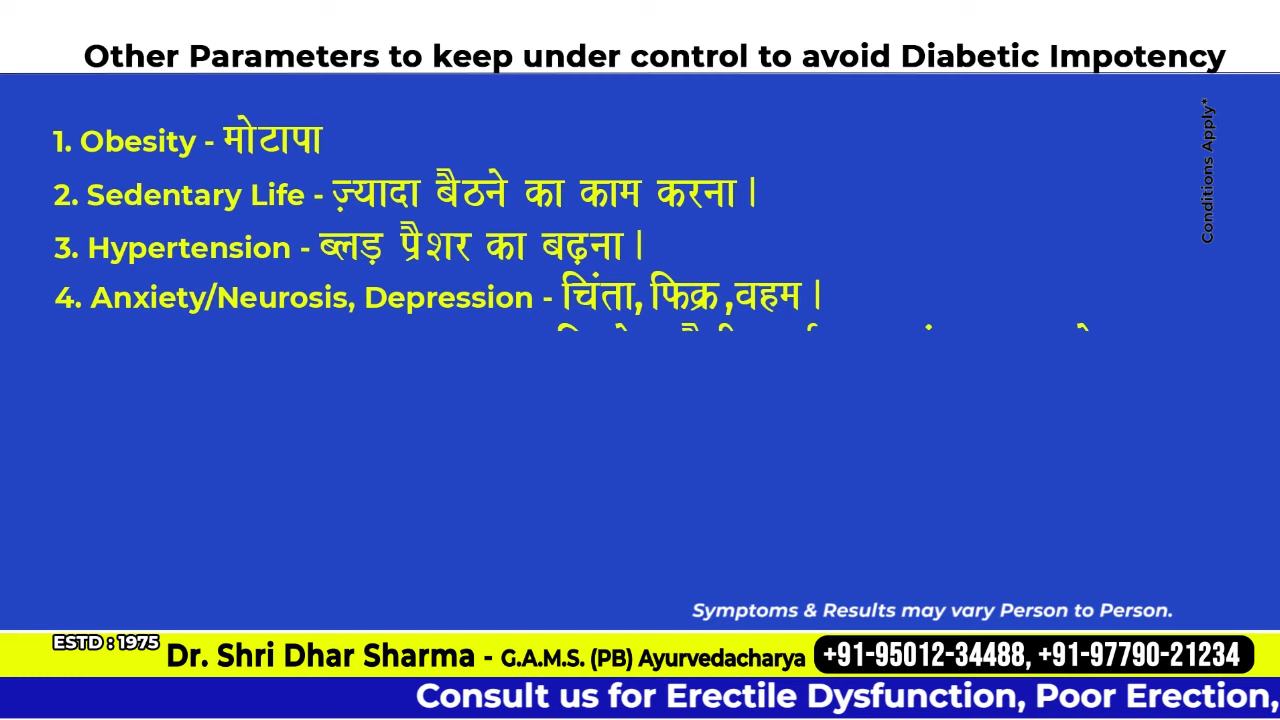 Other Parameters to keep under control to avoid Diabetic Impotency
Conditions Apply*
1. Obesity - मोटापा
2. Sedentary Life - ज़्यादा बैठने का काम करना।
3. Hypertension - ब्लड़ प्रैशर का बढ़ना।
4. Anxiety/Neurosis, Depression - चिंता, फिक्र ,वहम।
Symptoms & Results may vary Person to Person.
ESTD : 1975
Dr. Shri Dhar Sharma - G.A.M.S. (PB) Ayurvedacharya +91-95012-34488, +91-97790-21234
Consult us for Erectile Dysfunction, Poor Erection,